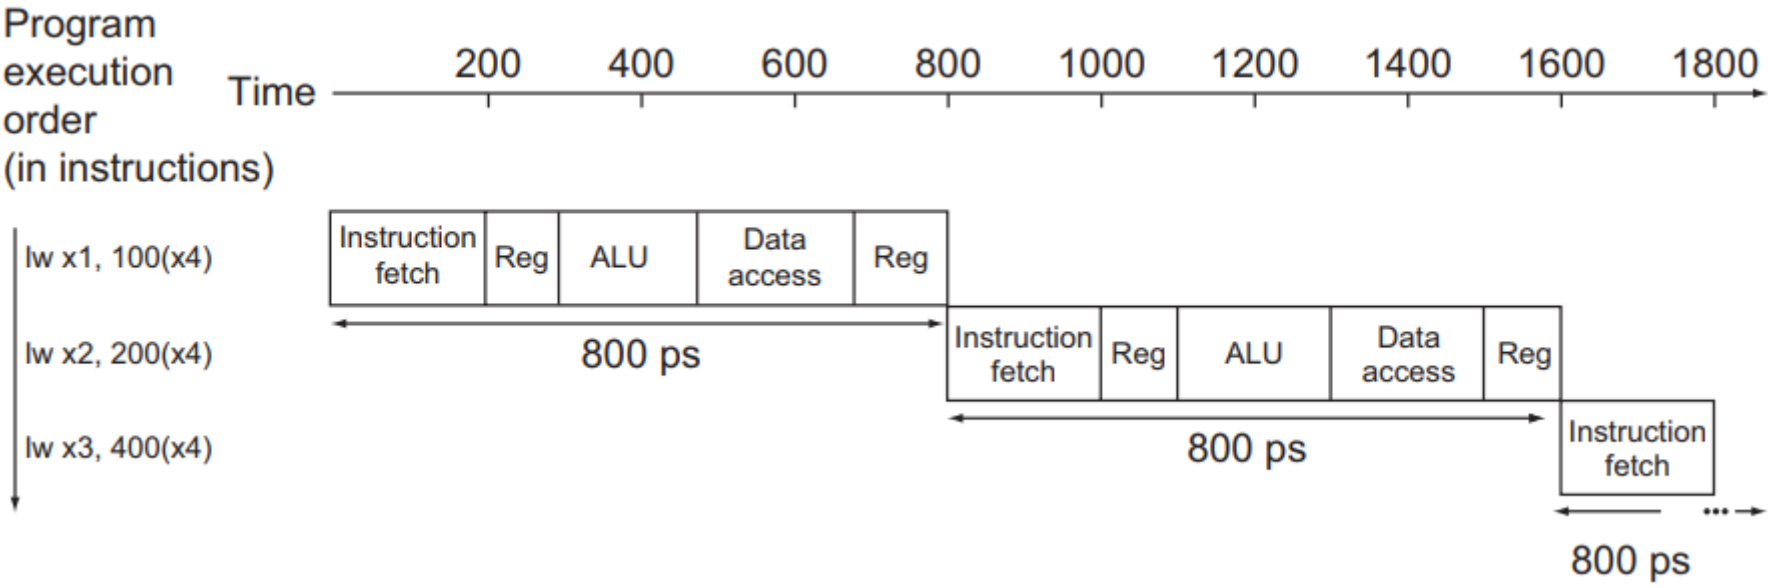 Program
execution
order
(in instructions)
Time
200 400 600 800 1000 1200 1400 1600 1800
lw x1, 100(x4)
Instruction
fetch
Reg
ALU
Data
access
Reg
800 ps
lw x2, 200(x4)
Instruction
fetch
Reg
ALU
Data
access
Reg
800 ps
lw x3, 400(x4)
Instruction
fetch
...
800 ps